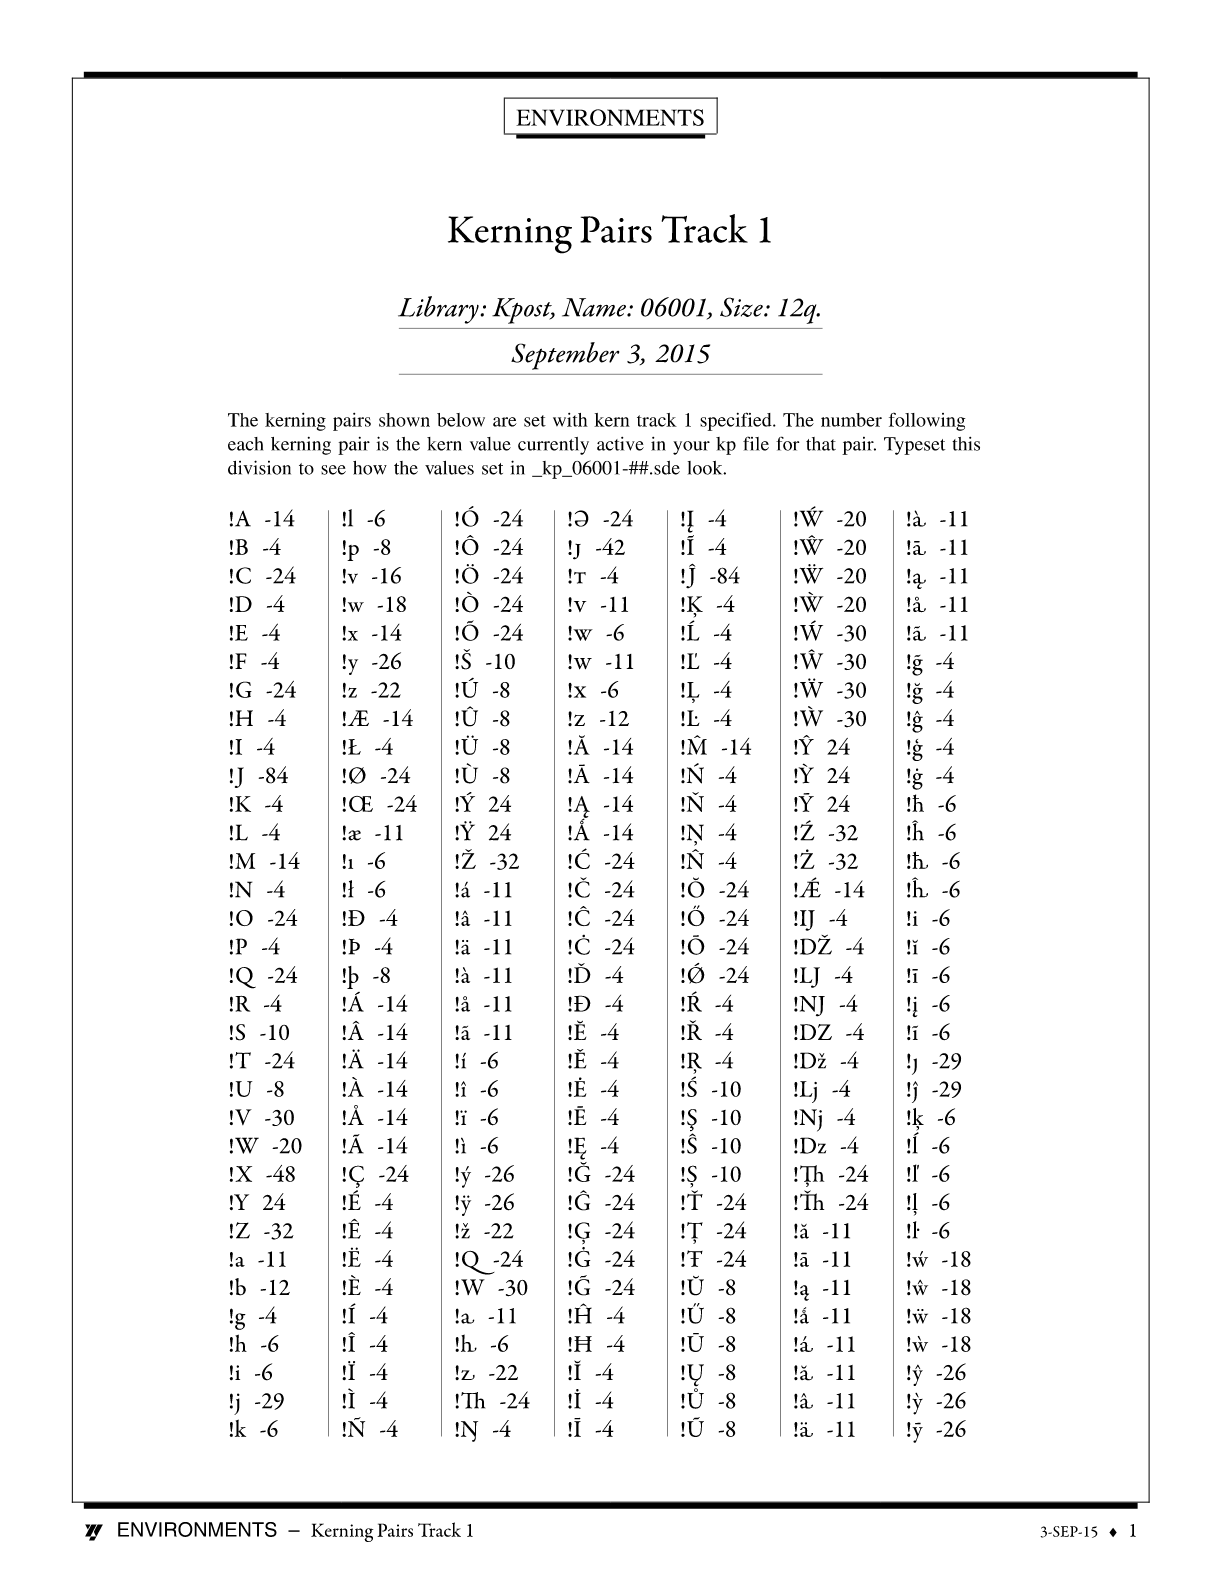 ENVIRONMENTS
Kerning Pairs Track 1
Library: Kpost, Name: 06001, Size: 12q.
September 3, 2015
The kerning pairs shown below are set with kern track 1 specified. The number following
each kerning pair is the kern value currently active in your kp file for that pair. Typeset this
division to see how the values set in _kp_06001-##.sde look.
!A -14
!B -4
!C -24
!D -4
!E -4
!F -4
!G -24
!H -4
!I -4
!J -84
!K -4
!L -4
!M -14
!N -4
!O -24
!P -4
!Q -24
!R -4
!S -10
!T -24
!U -8
!V -30
!W -20
!X -48
!Y 24
!Z -32
!a -11
!b -12
!g -4
!h -6
!i -6
!j -29
!k -6
!l -6
!p -8
!v -16
!w -18
!x -14
!y -26
!z -22
!Æ -14
!Ł -4
!Ø -24
!Œ -24
!æ -11
!ı -6
!ł -6
!Đ -4
!Þ -4
!þ -8
!Á -14
!Â -14
!Ä -14
!À -14
!Å -14
!Ã -14
!Ç -24
!É -4
!Ê -4
!Ë -4
!È -4
!Í -4
!Î -4
!Ï -4
!Ì -4
!Ñ -4
!Ó -24
!Ô -24
!Ö -24
!Ò -24
!Õ -24
!Š -10
!Ú -8
!Û -8
!Ü -8
!Ù -8
!Ý 24
!Ÿ 24
!Ž -32
!á -11
!â -11
!ä -11
!à -11
!å -11
!ã -11
!í -6
!î -6
!ï -6
!ì -6
!ý -26
!ÿ -26
!ž -22
!Q -24
!W -30
!a -11
!h -6
!z -22
!Th -24
!Ŋ -4
!Ə -24
!ᴊ -42
!ᴛ -4
!v -11
!w -6
!w -11
!x -6
!z -12
!Ă -14
!Ā -14
!Ą -14
!Ǻ -14
!Ć -24
!Č -24
!Ĉ -24
!Ċ -24
!Ď -4
!Đ -4
!Ĕ -4
!Ě -4
!Ė -4
!Ē -4
!Ę -4
!Ğ -24
!Ĝ -24
!Ģ -24
!Ġ -24
!G̃ -24
!Ĥ -4
!Ħ -4
!Ĭ -4
!İ -4
!Ī -4
!Į -4
!Ĩ -4
!Ĵ -84
!Ķ -4
!Ĺ -4
!Ľ -4
!Ļ -4
!Ŀ -4
!M̂ -14
!Ń -4
!Ň -4
!Ņ -4
!N̂ -4
!Ŏ -24
!Ő -24
!Ō -24
!Ǿ -24
!Ŕ -4
!Ř -4
!Ŗ -4
!Ś -10
!Ş -10
!Ŝ -10
!Ș -10
!Ť -24
!Ț -24
!Ŧ -24
!Ŭ -8
!Ű -8
!Ū -8
!Ų -8
!Ů -8
!Ũ -8
!Ẃ -20
!Ŵ -20
!Ẅ -20
!Ẁ -20
!Ẃ -30
!Ŵ -30
!Ẅ -30
!Ẁ -30
!Ŷ 24
!Ỳ 24
!Ȳ 24
!Ź -32
!Ż -32
!Ǽ -14
!IJ -4
!DŽ -4
!LJ -4
!NJ -4
!DZ -4
!Dž -4
!Lj -4
!Nj -4
!Dz -4
!Țh -24
!Ťh -24
!ă -11
!ā -11
!ą -11
!ǻ -11
!á -11
!ă -11
!â -11
!ä -11
!à -11
!ā -11
!ą -11
!å -11
!ã -11
!g̃ -4
!ğ -4
!ĝ -4
!ģ -4
!ġ -4
!ħ -6
!ĥ -6
!ħ -6
!ĥ -6
!i -6
!ĭ -6
!ī -6
!į -6
!ĩ -6
!ȷ -29
!ĵ -29
!ķ -6
!ĺ -6
!ľ -6
!ļ -6
!ŀ -6
!ẃ -18
!ŵ -18
!ẅ -18
!ẁ -18
!ŷ -26
!ỳ -26
!ȳ -26
ENVIRONMENTS – Kerning Pairs Track 1
3-SEP-15 ♦ 1